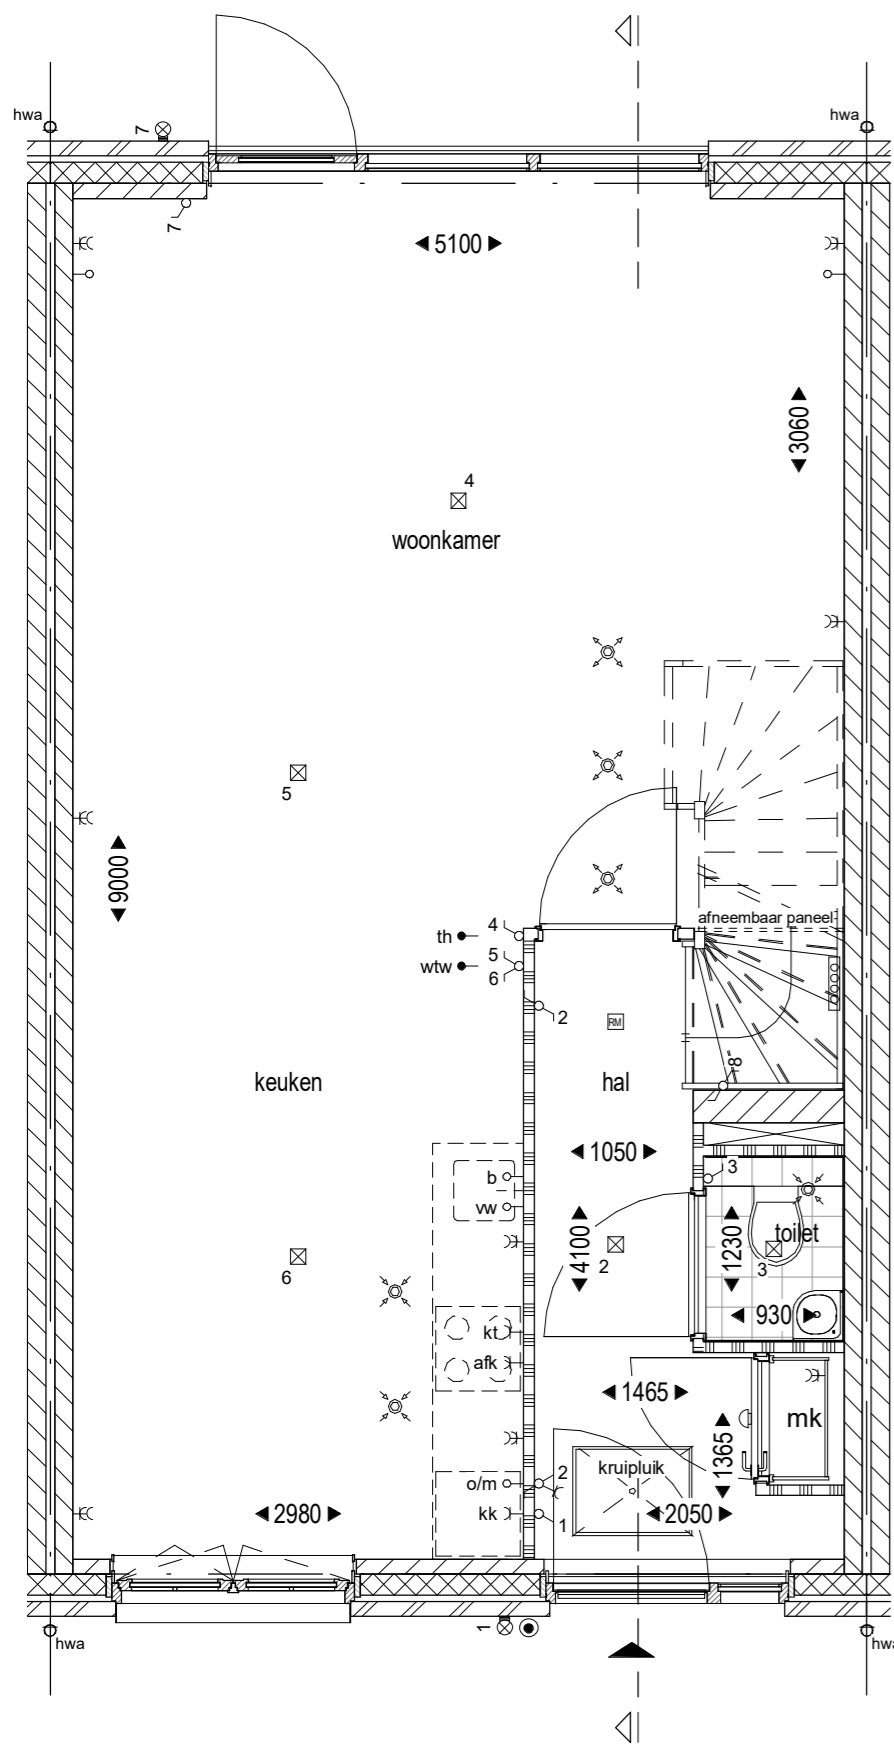 hwa
7
hwa
7
5100
3060
4
woonkamer
5
9000
afneembaar paneel
th
4
wtw
5
6
2
RM
8
keuken
hal
1050
b
3
vw
4100
1230
toilet
6
2
3
930
kt
afk
1465
mk
1365
kruipluik
o/m
2
kk
1
2980
2050
1
hwa
hwa